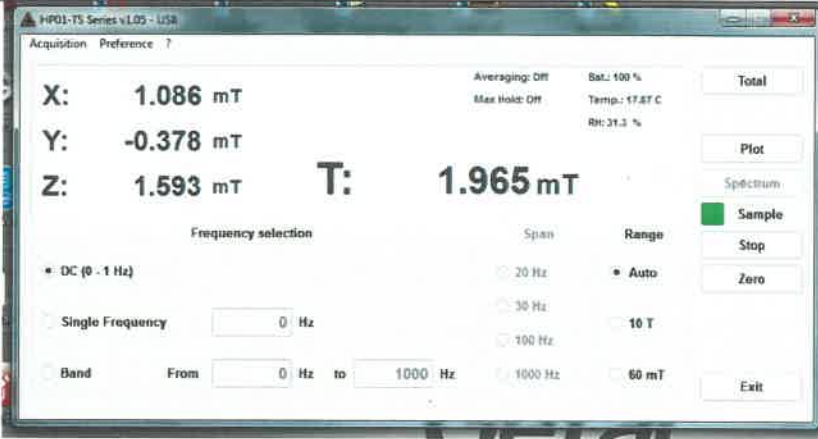 HP01-TS Series v1.05 - USB
Acquisition Preference ?
X: 1.086 mT
Y: -0.378 mT
Z: 1.593 mT
T: 1.965 mT
Averaging: Off
Max Hold: Off
Bat.: 100 %
Temp.: 17.87 C
RH: 31.3 %
Total
Plot
Spectrum
Sample
Stop
Zero
Exit
Frequency selection
DC (0 - 1 Hz)
Single Frequency 0 Hz
Band From 0 Hz to 1000 Hz
Span
20 Hz
30 Hz
100 Hz
1000 Hz
Range
Auto
10 T
60 mT